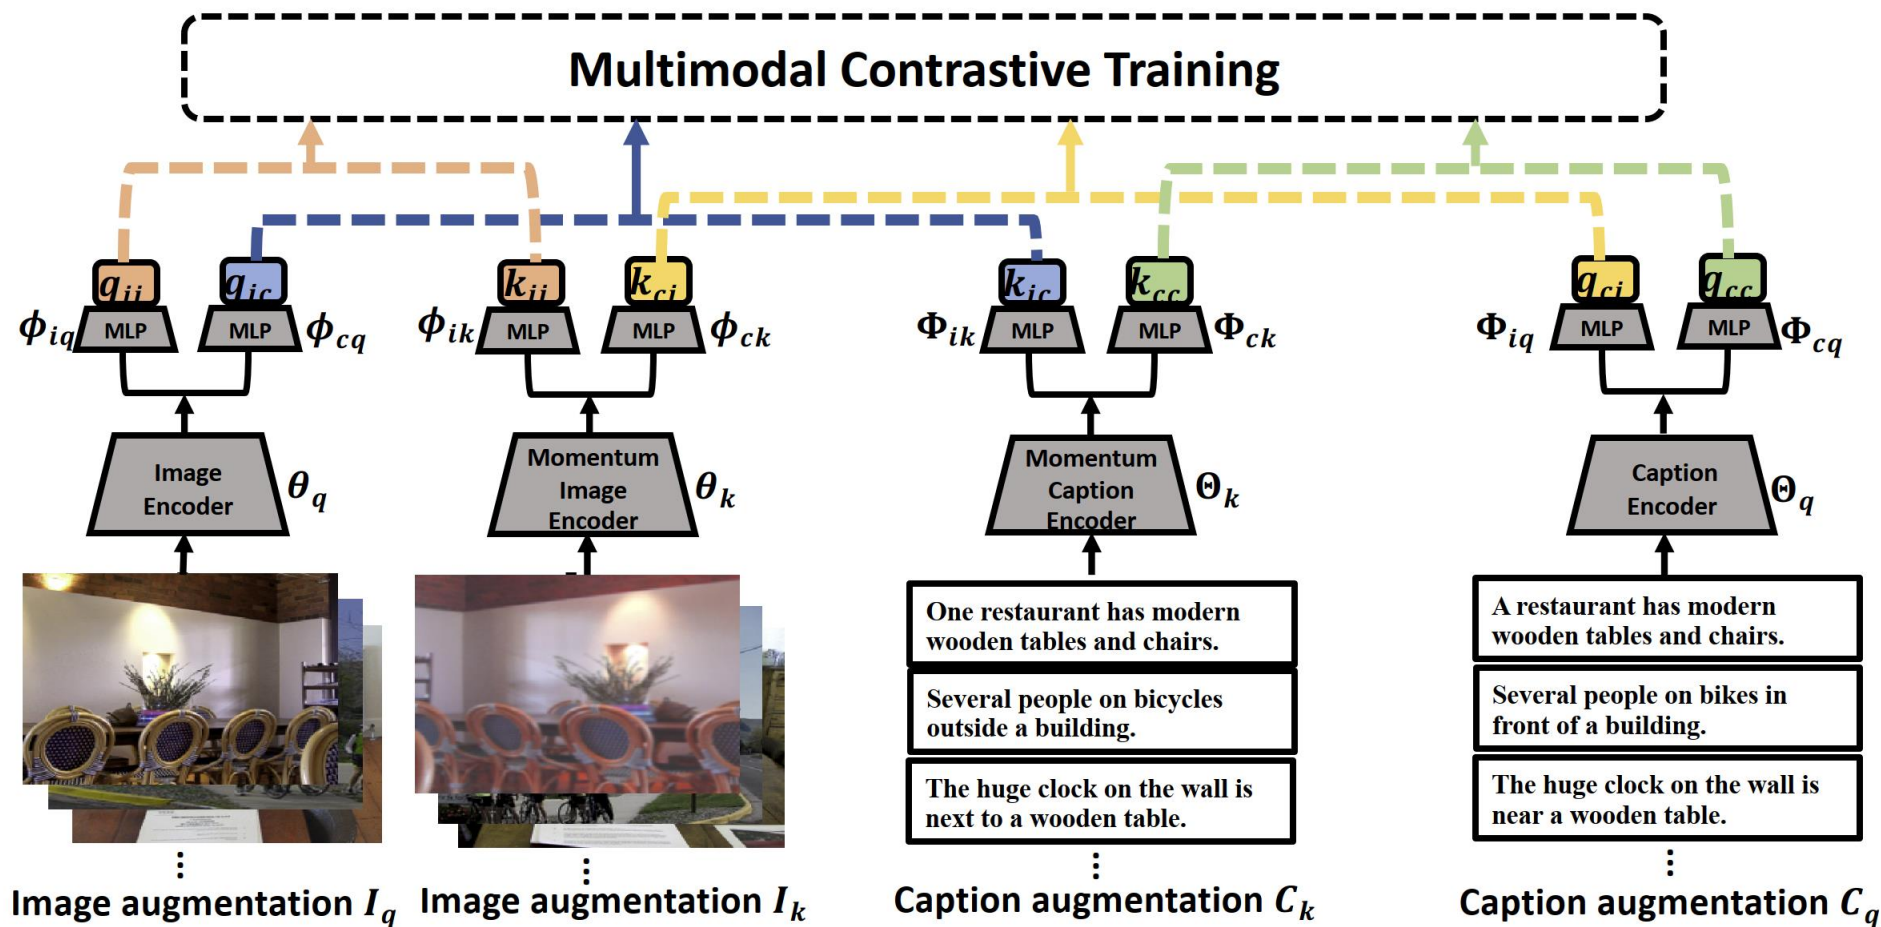 Multimodal Contrastive Training
q_ii q_ic k_ii k_ci k_ic k_cc q_ci q_cc
ϕ_iq MLP MLP ϕ_cq ϕ_ik MLP MLP ϕ_ck Φ_ik MLP MLP Φ_ck Φ_iq MLP MLP Φ_cq
Image
Encoder
θ_q
Momentum
Image
Encoder
θ_k
Momentum
Caption
Encoder
Θ_k
Caption
Encoder
Θ_q
One restaurant has modern
wooden tables and chairs.
Several people on bicycles
outside a building.
The huge clock on the wall is
next to a wooden table.
A restaurant has modern
wooden tables and chairs.
Several people on bikes in
front of a building.
The huge clock on the wall is
near a wooden table.
Image augmentation I_q
Image augmentation I_k
Caption augmentation C_k
Caption augmentation C_q